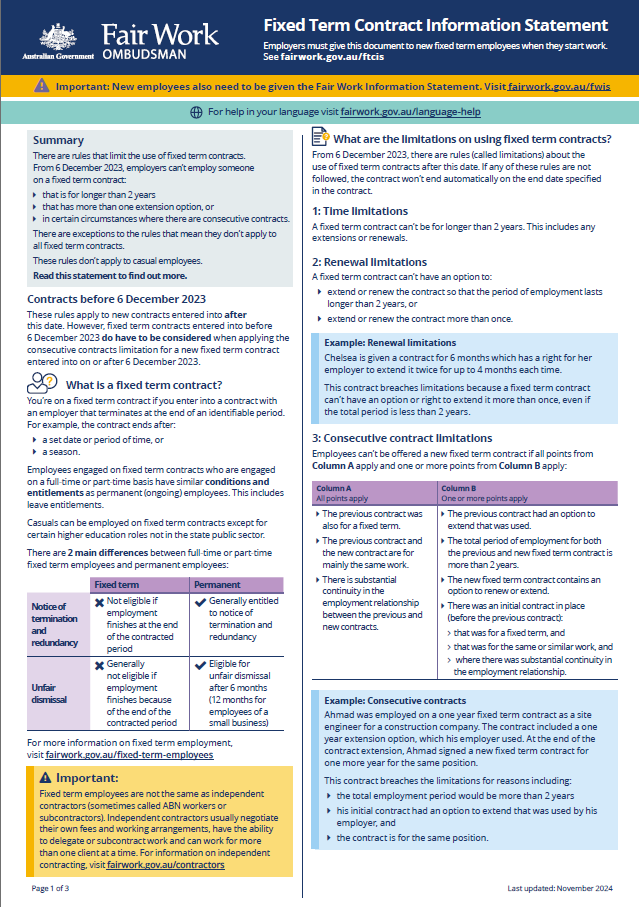 Australian Government
Fair Work
OMBUDSMAN
Fixed Term Contract Information Statement
Employers must give this document to new fixed term employees when they start work.
See fairwork.gov.au/ftcis
Important: New employees also need to be given the Fair Work Information Statement. Visit fairwork.gov.au/fwis
For help in your language visit fairwork.gov.au/language-help
Summary
There are rules that limit the use of fixed term contracts.
From 6 December 2023, employers can't employ someone
on a fixed term contract:
that is for longer than 2 years
that has more than one extension option, or
in certain circumstances where there are consecutive contracts.
There are exceptions to the rules that mean they don't apply to
all fixed term contracts.
These rules don't apply to casual employees.
Read this statement to find out more.
Contracts before 6 December 2023
These rules apply to new contracts entered into after
this date. However, fixed term contracts entered into before
6 December 2023 do have to be considered when applying the
consecutive contracts limitation for a new fixed term contract
entered into on or after 6 December 2023.
What is a fixed term contract?
You're on a fixed term contract if you enter into a contract with
an employer that terminates at the end of an identifiable period.
For example, the contract ends after:
a set date or period of time, or
a season.
Employees engaged on fixed term contracts who are engaged
on a full-time or part-time basis have similar conditions and
entitlements as permanent (ongoing) employees. This includes
leave entitlements.
Casuals can be employed on fixed term contracts except for
certain higher education roles not in the state public sector.
There are 2 main differences between full-time or part-time
fixed term employees and permanent employees:
Fixed term
Permanent
Notice of
termination
and
redundancy
Not eligible if
employment
finishes at the end
of the contracted
period
Generally entitled
to notice of
termination and
redundancy
Unfair
dismissal
Generally
not eligible if
employment
finishes because
of the end of the
contracted period
Eligible for
unfair dismissal
after 6 months
(12 months for
employees of a
small business)
For more information on fixed term employment,
visit fairwork.gov.au/fixed-term-employees
Important:
Fixed term employees are not the same as independent
contractors (sometimes called ABN workers or
subcontractors). Independent contractors usually negotiate
their own fees and working arrangements, have the ability
to delegate or subcontract work and can work for more
than one client at a time. For information on independent
contracting, visit fairwork.gov.au/contractors
What are the limitations on using fixed term contracts?
From 6 December 2023, there are rules (called limitations) about the
use of fixed term contracts after this date. If any of these rules are not
followed, the contract won't end automatically on the end date specified
in the contract.
1: Time limitations
A fixed term contract can't be for longer than 2 years. This includes any
extensions or renewals.
2: Renewal limitations
A fixed term contract can't have an option to:
extend or renew the contract so that the period of employment lasts
longer than 2 years, or
extend or renew the contract more than once.
Example: Renewal limitations
Chelsea is given a contract for 6 months which has a right for her
employer to extend it twice for up to 4 months each time.
This contract breaches limitations because a fixed term contract
can't have an option or right to extend it more than once, even if
the total period is less than 2 years.
3: Consecutive contract limitations
Employees can't be offered a new fixed term contract if all points from
Column A apply and one or more points from Column B apply:
Column A
All points apply
Column B
One or more points apply
The previous contract was
also for a fixed term.
The previous contract and
the new contract are for
mainly the same work.
There is substantial
continuity in the
employment relationship
between the previous and
new contracts.
The previous contract had an option to
extend that was used.
The total period of employment for both
the previous and new fixed term contract is
more than 2 years.
The new fixed term contract contains an
option to renew or extend.
There was an initial contract in place
(before the previous contract):
that was for a fixed term, and
that was for the same or similar work, and
where there was substantial continuity in
the employment relationship.
Example: Consecutive contracts
Ahmad was employed on a one year fixed term contract as a site
engineer for a construction company. The contract included a one
year extension option, which his employer used. At the end of the
contract extension, Ahmad signed a new fixed term contract for
one more year for the same position.
This contract breaches the limitations for reasons including:
the total employment period would be more than 2 years
his initial contract had an option to extend that was used by his
employer, and
the contract is for the same position.
Page 1 of 3
Last updated: November 2024